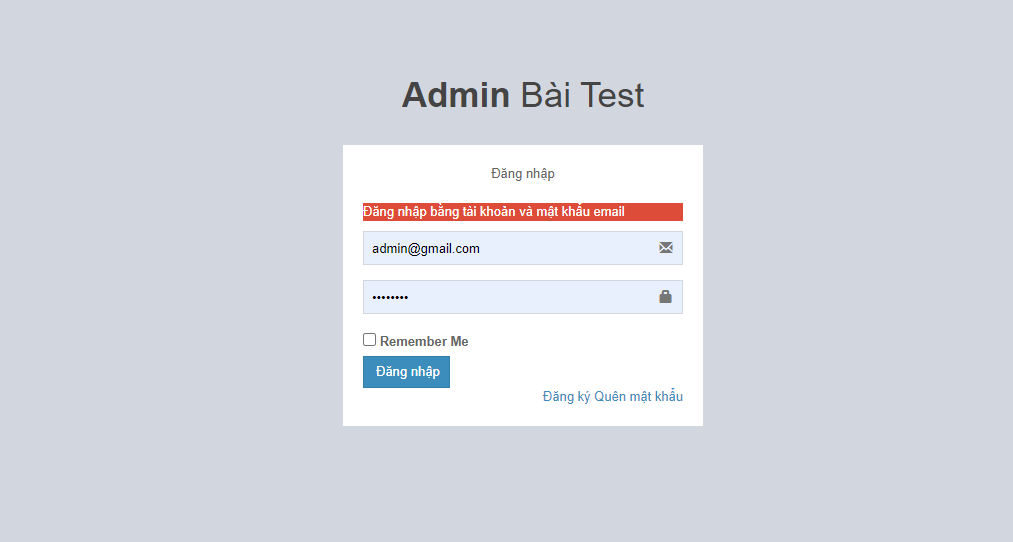 Admin Bài Test
Đăng nhập
Đăng nhập bằng tài khoản và mật khẩu email
admin@gmail.com
••••••••
Remember Me
Đăng nhập
Đăng ký Quên mật khẩu